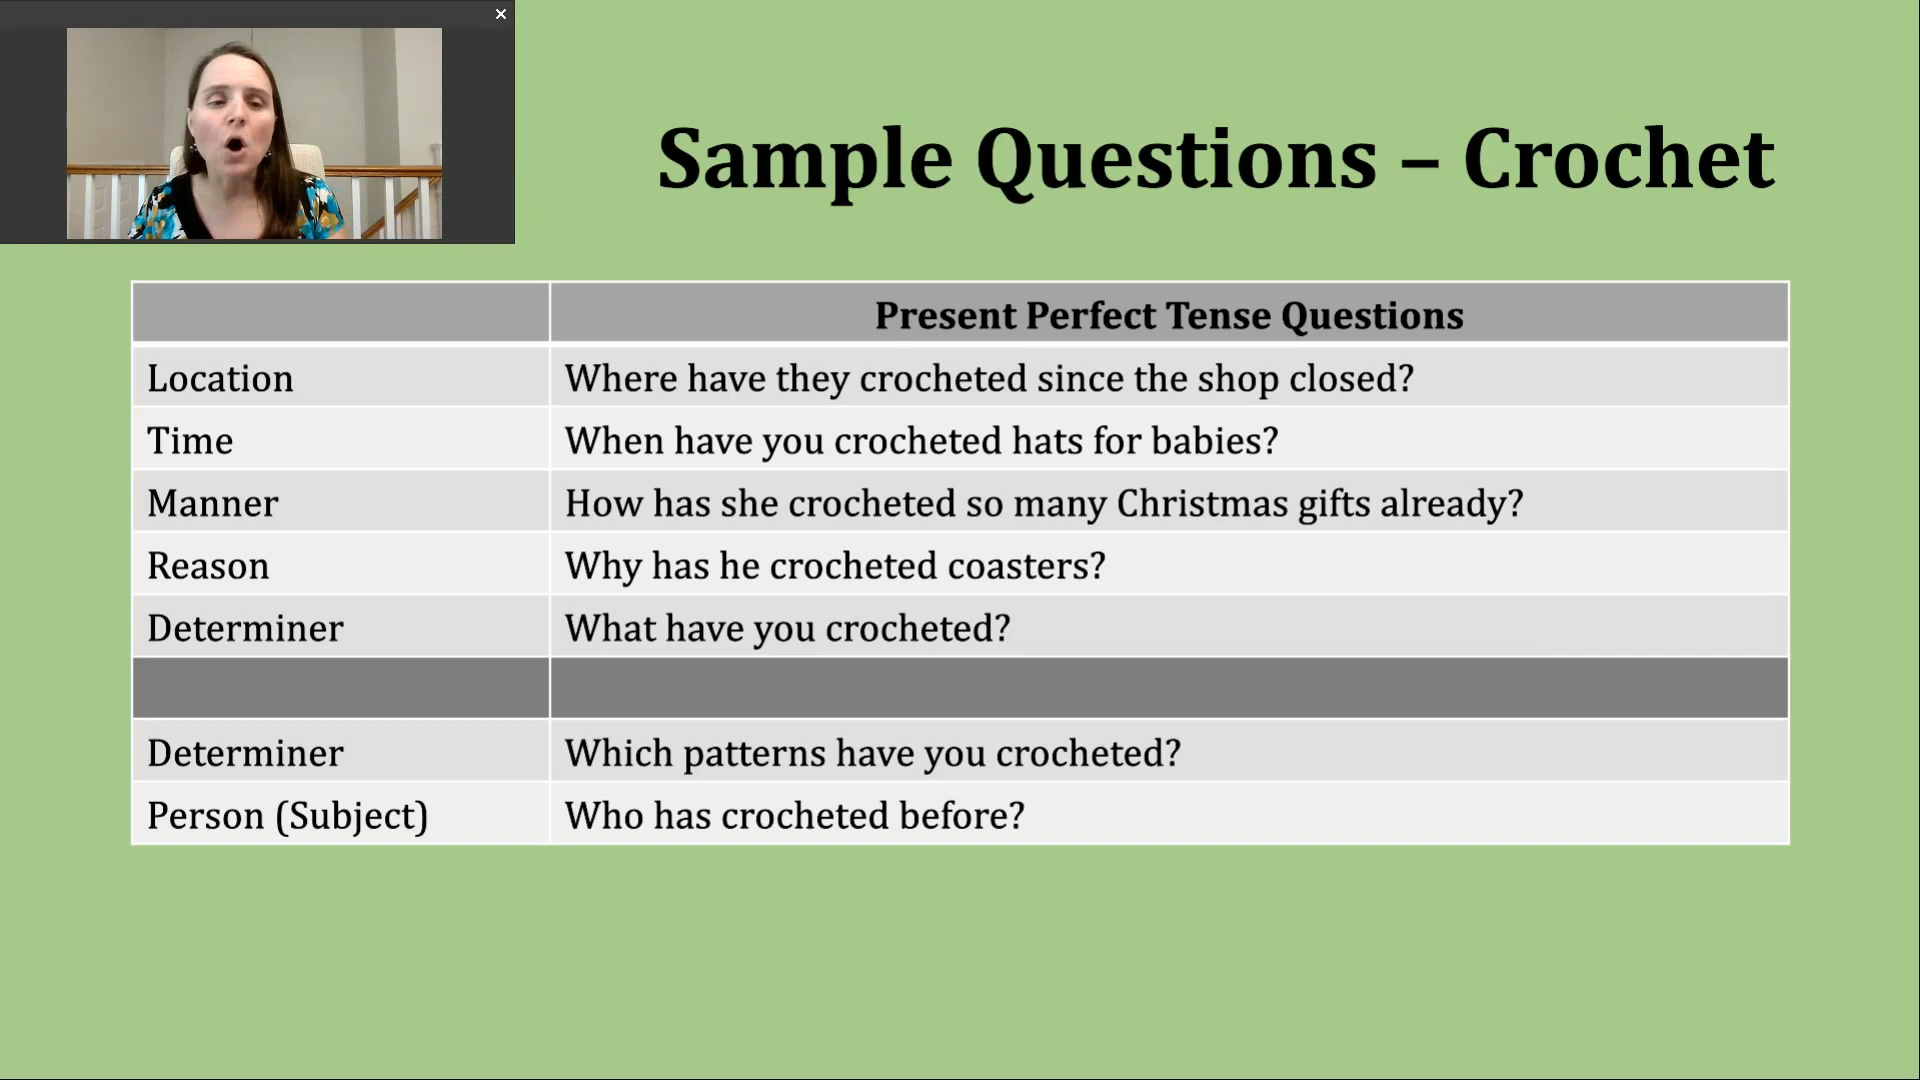 Sample Questions – Crochet
Present Perfect Tense Questions
Location Where have they crocheted since the shop closed?
Time When have you crocheted hats for babies?
Manner How has she crocheted so many Christmas gifts already?
Reason Why has he crocheted coasters?
Determiner What have you crocheted?
Determiner Which patterns have you crocheted?
Person (Subject) Who has crocheted before?